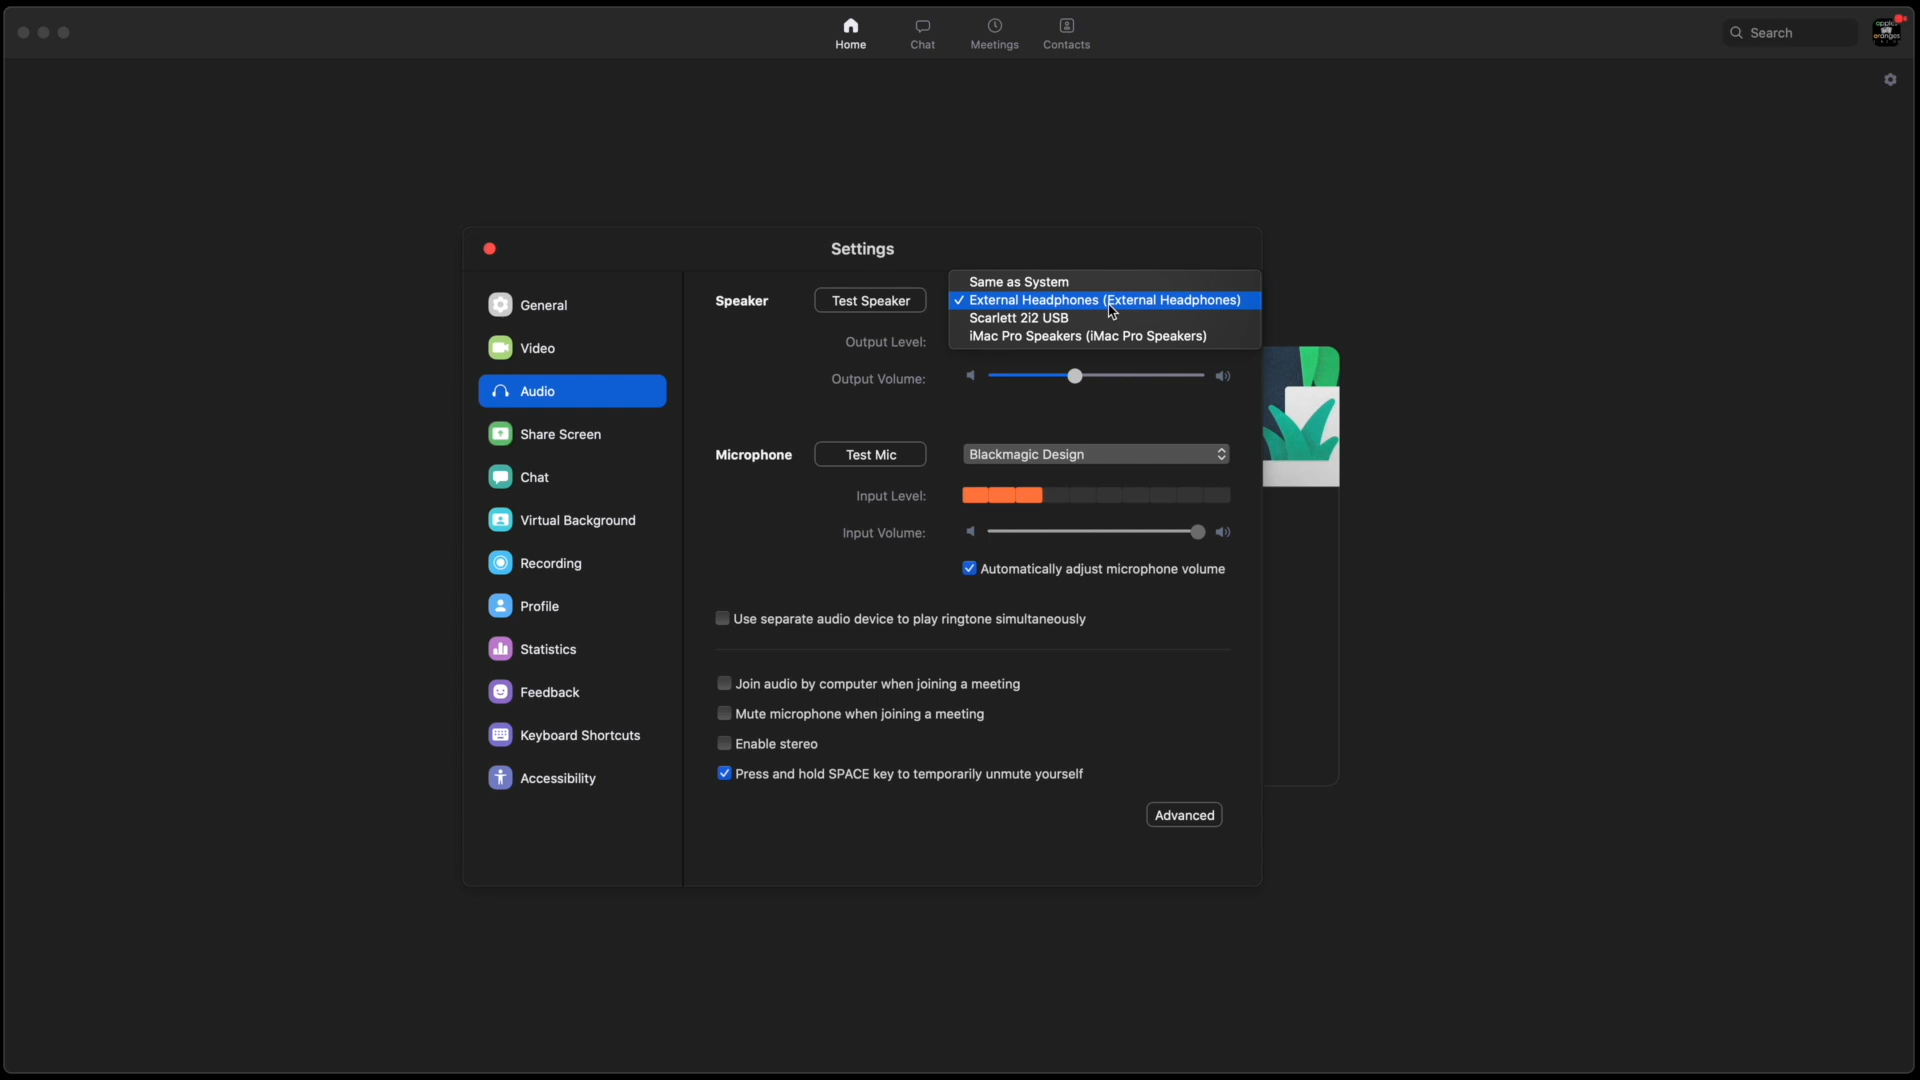 Home
Chat
Meetings
Contacts
Search
Settings
General
Video
Audio
Share Screen
Chat
Virtual Background
Recording
Profile
Statistics
Feedback
Keyboard Shortcuts
Accessibility
Speaker
Test Speaker
Same as System
External Headphones (External Headphones)
Scarlett 2i2 USB
iMac Pro Speakers (iMac Pro Speakers)
Output Level:
Output Volume:
Microphone
Test Mic
Blackmagic Design
Input Level:
Input Volume:
Automatically adjust microphone volume
Use separate audio device to play ringtone simultaneously
Join audio by computer when joining a meeting
Mute microphone when joining a meeting
Enable stereo
Press and hold SPACE key to temporarily unmute yourself
Advanced